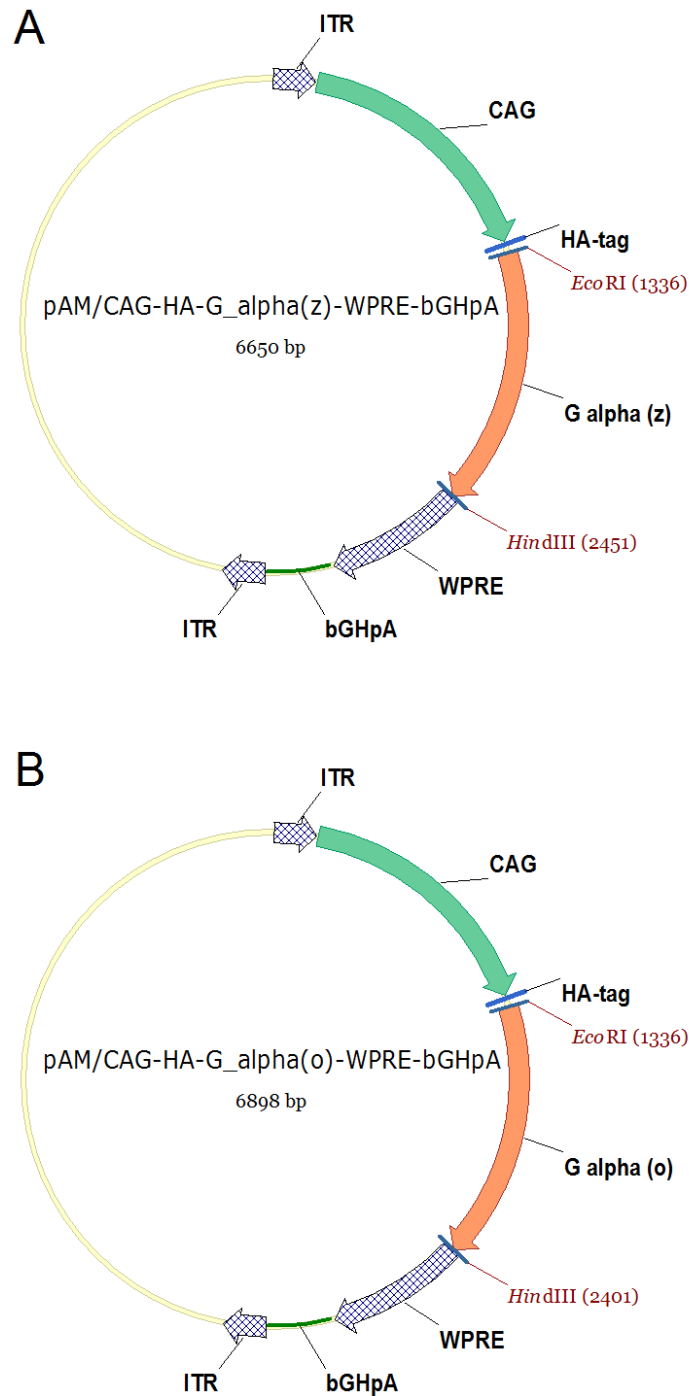 A
ITR
CAG
HA-tag
EcoRI (1336)
pAM/CAG-HA-G_alpha(z)-WPRE-bGHpA
6650 bp
G alpha (z)
HindIII (2451)
WPRE
ITR
bGHpA
B
ITR
CAG
HA-tag
EcoRI (1336)
pAM/CAG-HA-G_alpha(o)-WPRE-bGHpA
6898 bp
G alpha (o)
HindIII (2401)
WPRE
ITR
bGHpA